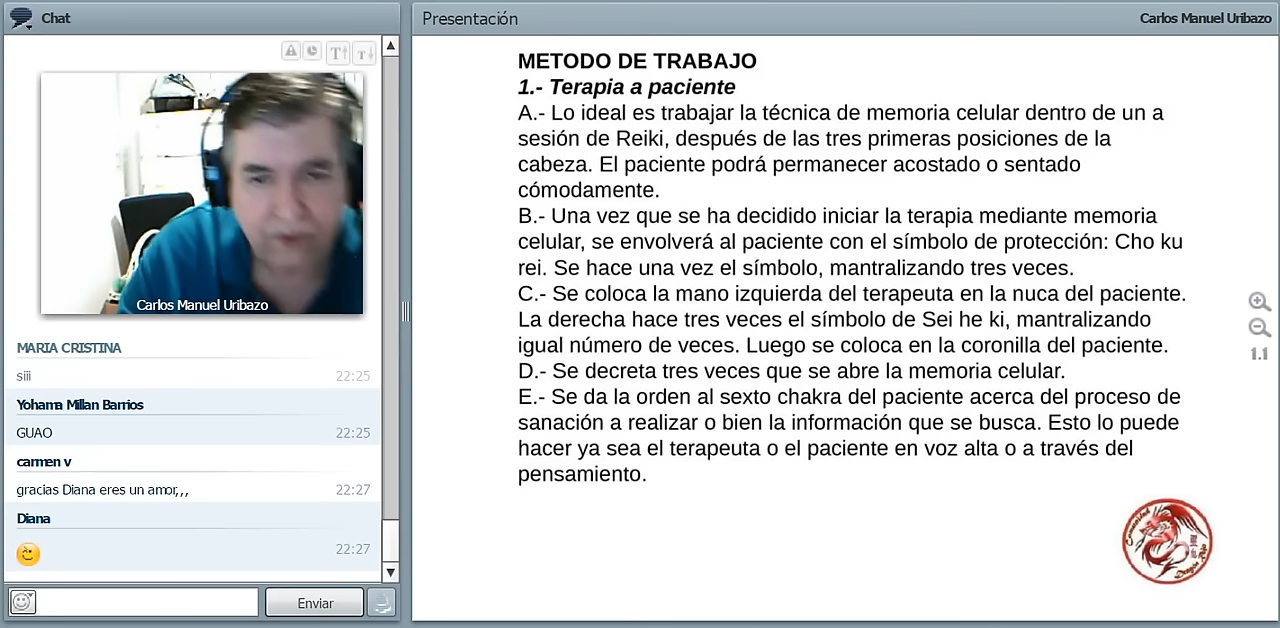 Chat
T
T
Carlos Manuel Uribazo
MARIA CRISTINA
siii 22:25
Yohama Millan Barrios
GUAO 22:25
carmen v
gracias Diana eres un amor,,, 22:27
Diana
22:27
Enviar
Presentación
Carlos Manuel Uribazo
METODO DE TRABAJO
1.- Terapia a paciente
A.- Lo ideal es trabajar la técnica de memoria celular dentro de un a
sesión de Reiki, después de las tres primeras posiciones de la
cabeza. El paciente podrá permanecer acostado o sentado
cómodamente.
B.- Una vez que se ha decidido iniciar la terapia mediante memoria
celular, se envolverá al paciente con el símbolo de protección: Cho ku
rei. Se hace una vez el símbolo, mantralizando tres veces.
C.- Se coloca la mano izquierda del terapeuta en la nuca del paciente.
La derecha hace tres veces el símbolo de Sei he ki, mantralizando
igual número de veces. Luego se coloca en la coronilla del paciente.
D.- Se decreta tres veces que se abre la memoria celular.
E.- Se da la orden al sexto chakra del paciente acerca del proceso de
sanación a realizar o bien la información que se busca. Esto lo puede
hacer ya sea el terapeuta o el paciente en voz alta o a través del
pensamiento.
1.1